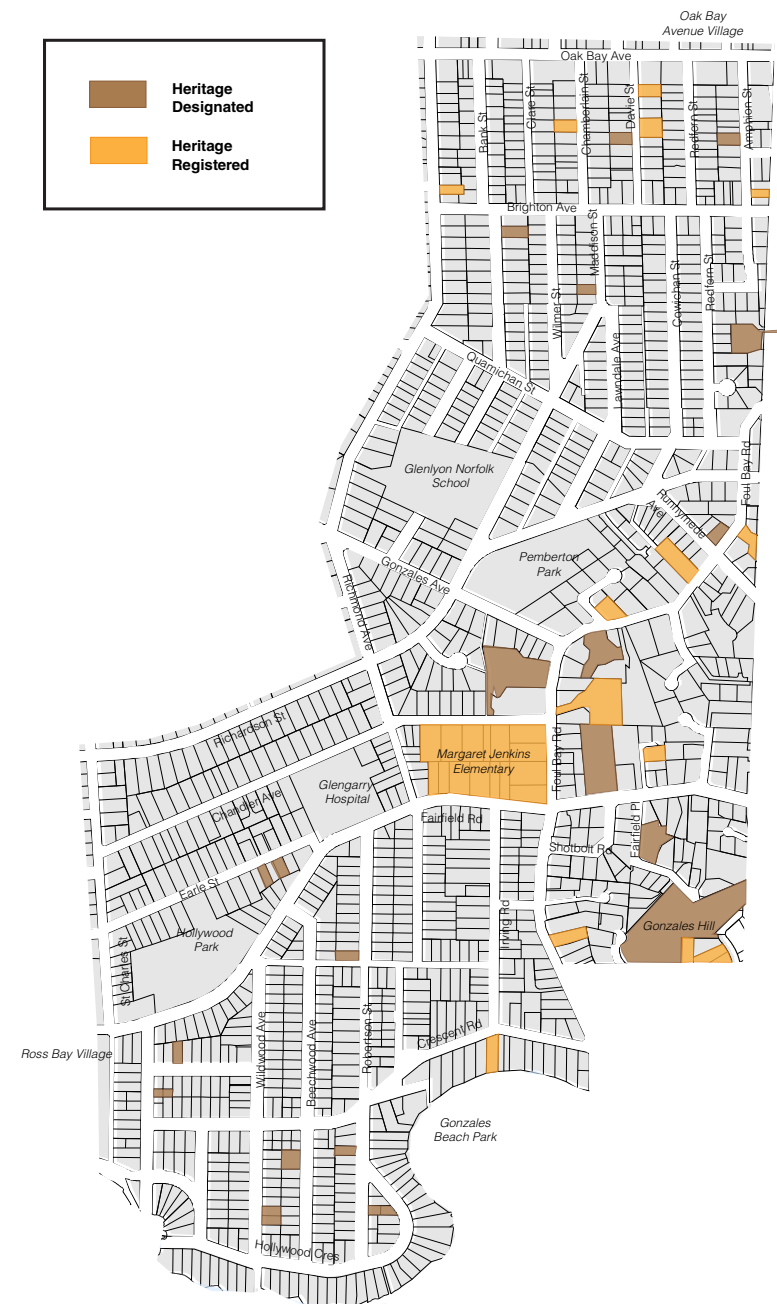 Oak Bay
Avenue Village
Heritage
Designated
Heritage
Registered
Oak Bay Ave
Bank St
Clare St
Chamberlain St
Davie St
Redfern St
Amphion St
Brighton Ave
Maddison St
Wilmer St
Cowichan St
Redfern St
Lawndale Ave
Quamichan St
Glenlyon Norfolk
School
Foul Bay Rd
Runnymede
Ave
Pemberton
Park
Gonzales Ave
Richmond Ave
Richardson St
Foul Bay Rd
Margaret Jenkins
Elementary
Glengarry
Hospital
Chandler Ave
Fairfield Rd
Fairfield Pl
Shotbolt Rd
Earle St
Hollywood
Park
Irving Rd
Gonzales Hill
St Charles St
Crescent Rd
Ross Bay Village
Wildwood Ave
Beechwood Ave
Robertson St
Gonzales
Beach Park
Hollywood Cres